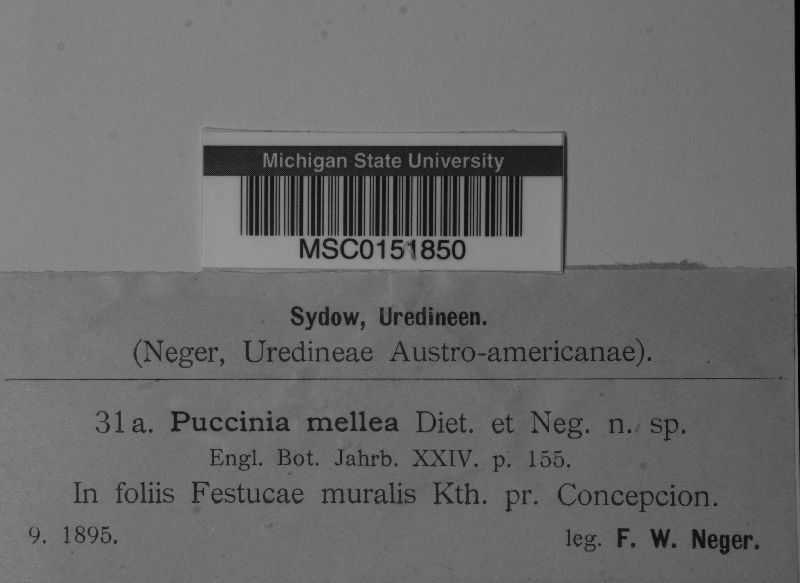 Michigan State University
MSC0151850
Sydow, Uredineen.
(Neger, Uredineae Austro-americanae).
31a. Puccinia mellea Diet. et Neg. n. sp.
Engl. Bot. Jahrb. XXIV. p. 155.
In foliis Festucae muralis Kth. pr. Concepcion.
9. 1895.
leg. F. W. Neger.